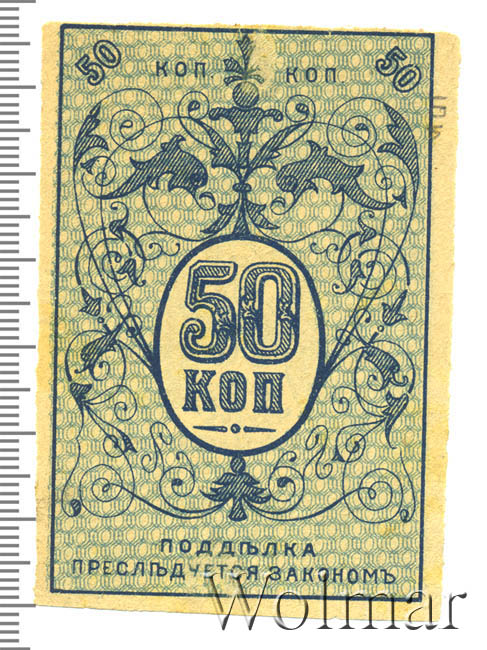 50 КОП. КОП. 50
50
КОП
ПОДДѢЛКА
ПРЕСЛѢДУЕТСЯ ЗАКОНОМЪ
Wolmar